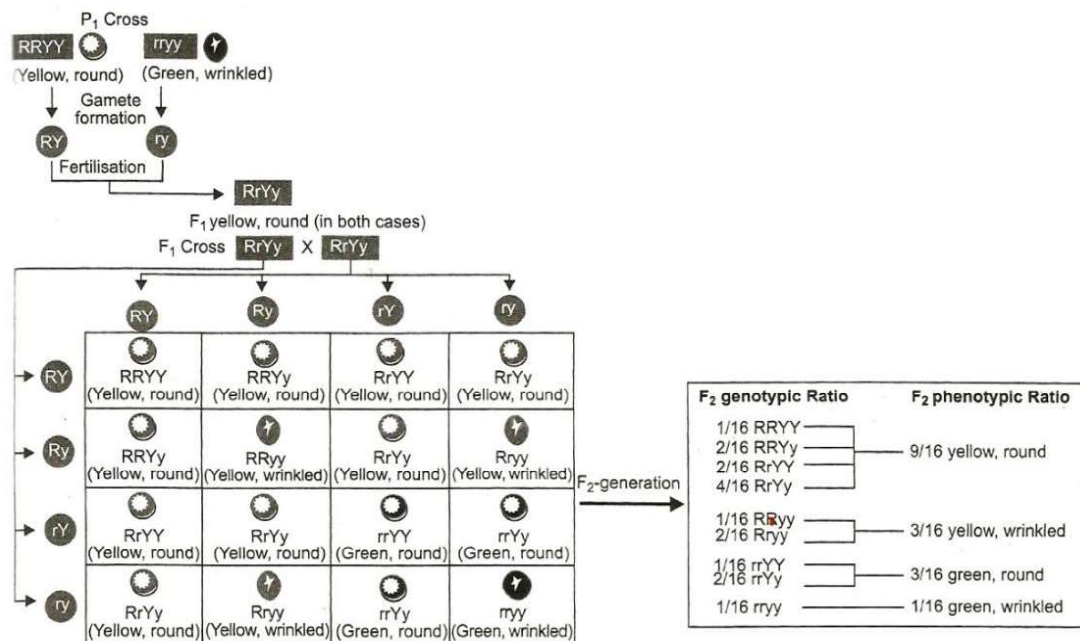 P₁ Cross
RRYY rryy
(Yellow, round) (Green, wrinkled)
Gamete
formation
RY ry
Fertilisation
RrYy
F₁ yellow, round (in both cases)
F₁ Cross RrYy X RrYy
RY Ry rY ry
RY
RRYY RRYy RrYY RrYy
(Yellow, round) (Yellow, round) (Yellow, round) (Yellow, round)
Ry
RRYy RRyy RrYy Rryy
(Yellow, round) (Yellow, wrinkled) (Yellow, round) (Yellow, wrinkled)
rY
RrYY RrYy rrYY rrYy
(Yellow, round) (Yellow, round) (Green, round) (Green, round)
ry
RrYy Rryy rrYy rryy
(Yellow, round) (Yellow, wrinkled) (Green, round) (Green, wrinkled)
F₂-generation
F₂ genotypic Ratio F₂ phenotypic Ratio
1/16 RRYY
2/16 RRYy
9/16 yellow, round
2/16 RrYY
4/16 RrYy
1/16 RRyy
3/16 yellow, wrinkled
2/16 Rryy
1/16 rrYY
3/16 green, round
2/16 rrYy
1/16 rryy 1/16 green, wrinkled